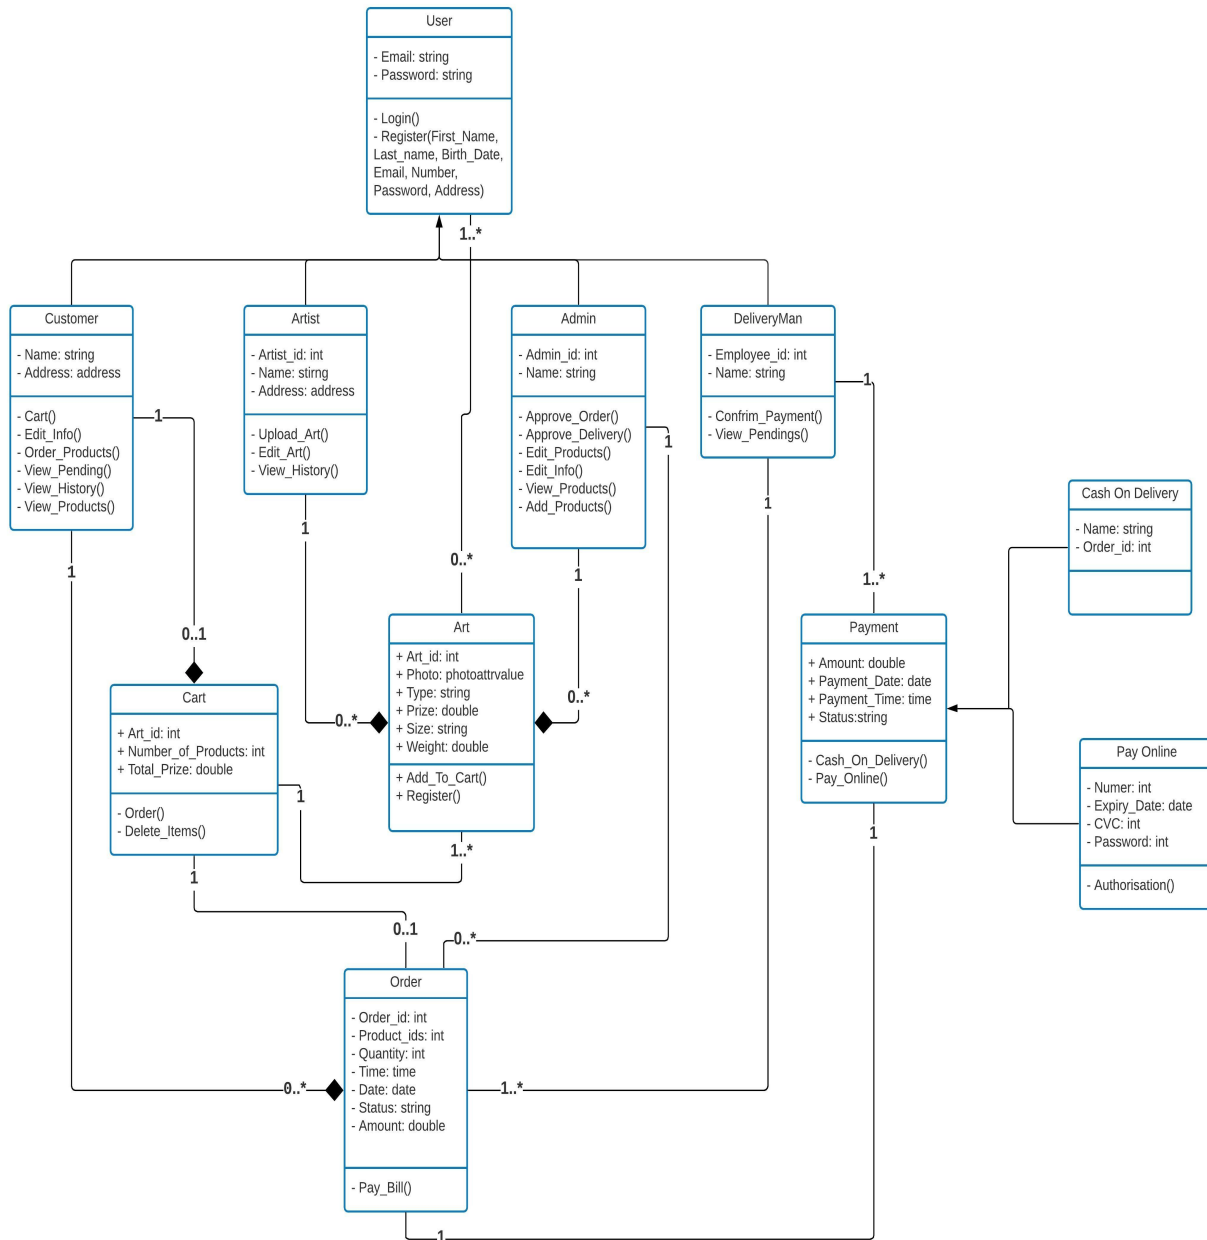 User
- Email: string
- Password: string
- Login()
- Register(First_Name,
Last_name, Birth_Date,
Email, Number,
Password, Address)
1..*
Customer
- Name: string
- Address: address
- Cart()
- Edit_Info()
- Order_Products()
- View_Pending()
- View_History()
- View_Products()
Artist
- Artist_id: int
- Name: stirng
- Address: address
- Upload_Art()
- Edit_Art()
- View_History()
Admin
- Admin_id: int
- Name: string
- Approve_Order()
- Approve_Delivery()
- Edit_Products()
- Edit_Info()
- View_Products()
- Add_Products()
DeliveryMan
- Employee_id: int
- Name: string
- Confrim_Payment()
- View_Pendings()
1
1
1
1
1
1
1
0..*
1..*
0..1
0..*
0..*
Cash On Delivery
- Name: string
- Order_id: int
Art
+ Art_id: int
+ Photo: photoattrvalue
+ Type: string
+ Prize: double
+ Size: string
+ Weight: double
+ Add_To_Cart()
+ Register()
Payment
+ Amount: double
+ Payment_Date: date
+ Payment_Time: time
+ Status:string
- Cash_On_Delivery()
- Pay_Online()
Cart
+ Art_id: int
+ Number_of_Products: int
+ Total_Prize: double
- Order()
- Delete_Items()
Pay Online
- Numer: int
- Expiry_Date: date
- CVC: int
- Password: int
- Authorisation()
1
1..*
1
1
0..1
0..*
Order
- Order_id: int
- Product_ids: int
- Quantity: int
- Time: time
- Date: date
- Status: string
- Amount: double
- Pay_Bill()
0..*
1..*
1